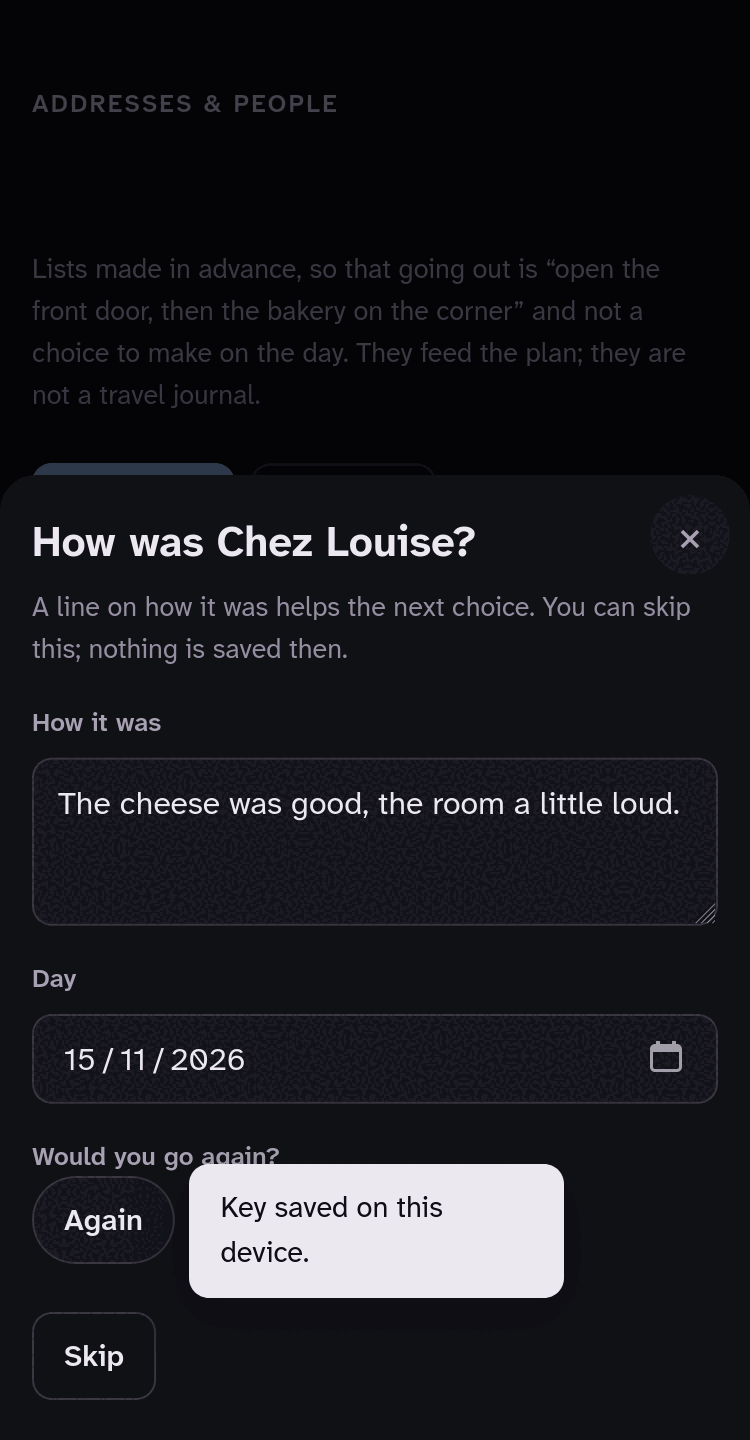 ADDRESSES & PEOPLE
Lists made in advance, so that going out is “open the
front door, then the bakery on the corner” and not a
choice to make on the day. They feed the plan; they are
not a travel journal.
How was Chez Louise?
A line on how it was helps the next choice. You can skip
this; nothing is saved then.
How it was
The cheese was good, the room a little loud.
Day
15/11/2026
Would you go again?
Again
Key saved on this
device.
Skip